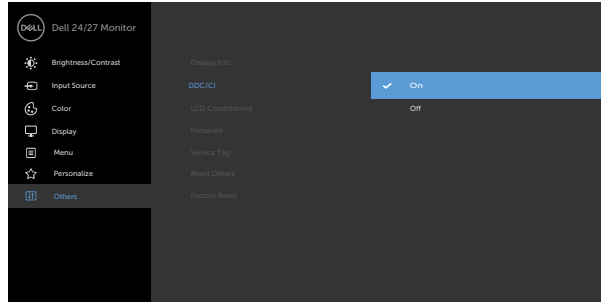 DELL Dell 24/27 Monitor
Brightness/Contrast
Input Source
Color
Display
Menu
Personalize
Others
Display Info
DDC/CI
LCD Conditioning
Firmware
Service Tag
Reset Others
Factory Reset
On
Off